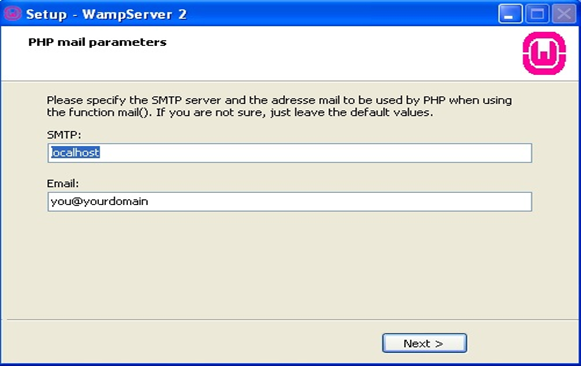 Setup - WampServer 2
PHP mail parameters
Please specify the SMTP server and the adresse mail to be used by PHP when using
the function mail(). If you are not sure, just leave the default values.
SMTP:
localhost
Email:
you@yourdomain
Next >